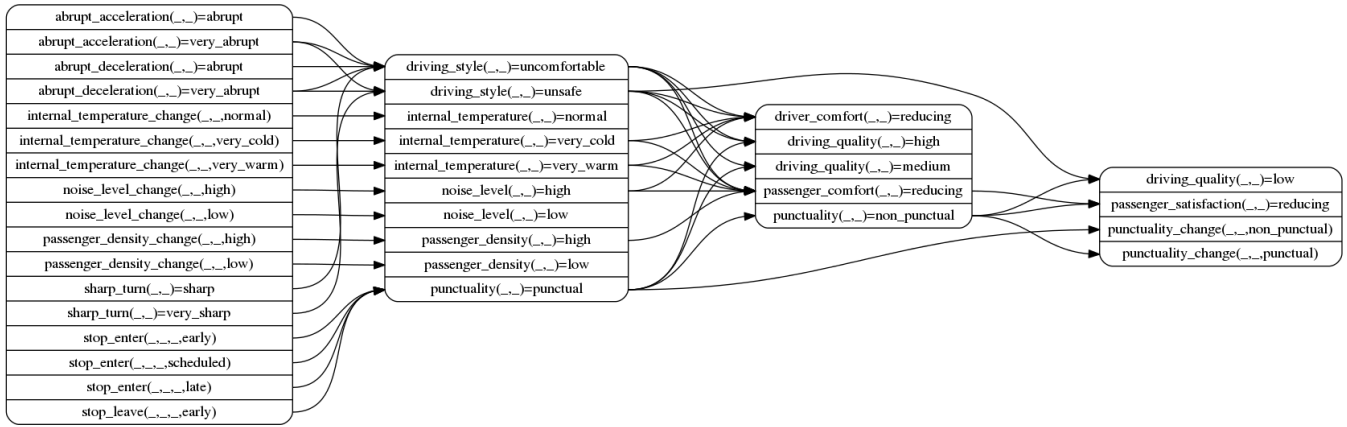 abrupt_acceleration(_,_)=abrupt
abrupt_acceleration(_,_)=very_abrupt
abrupt_deceleration(_,_)=abrupt
abrupt_deceleration(_,_)=very_abrupt
internal_temperature_change(_,_,normal)
internal_temperature_change(_,_,very_cold)
internal_temperature_change(_,_,very_warm)
noise_level_change(_,_,high)
noise_level_change(_,_,low)
passenger_density_change(_,_,high)
passenger_density_change(_,_,low)
sharp_turn(_,_)=sharp
sharp_turn(_,_)=very_sharp
stop_enter(_,_,_,early)
stop_enter(_,_,_,scheduled)
stop_enter(_,_,_,late)
stop_leave(_,_,_,early)
driving_style(_,_)=uncomfortable
driving_style(_,_)=unsafe
internal_temperature(_,_)=normal
internal_temperature(_,_)=very_cold
internal_temperature(_,_)=very_warm
noise_level(_,_)=high
noise_level(_,_)=low
passenger_density(_,_)=high
passenger_density(_,_)=low
punctuality(_,_)=punctual
driver_comfort(_,_)=reducing
driving_quality(_,_)=high
driving_quality(_,_)=medium
passenger_comfort(_,_)=reducing
punctuality(_,_)=non_punctual
driving_quality(_,_)=low
passenger_satisfaction(_,_)=reducing
punctuality_change(_,_,non_punctual)
punctuality_change(_,_,punctual)